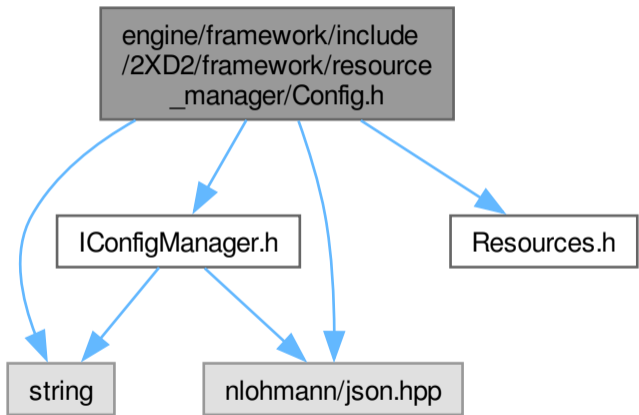 engine/framework/include
/2XD2/framework/resource
_manager/Config.h
IConfigManager.h
Resources.h
string
nlohmann/json.hpp